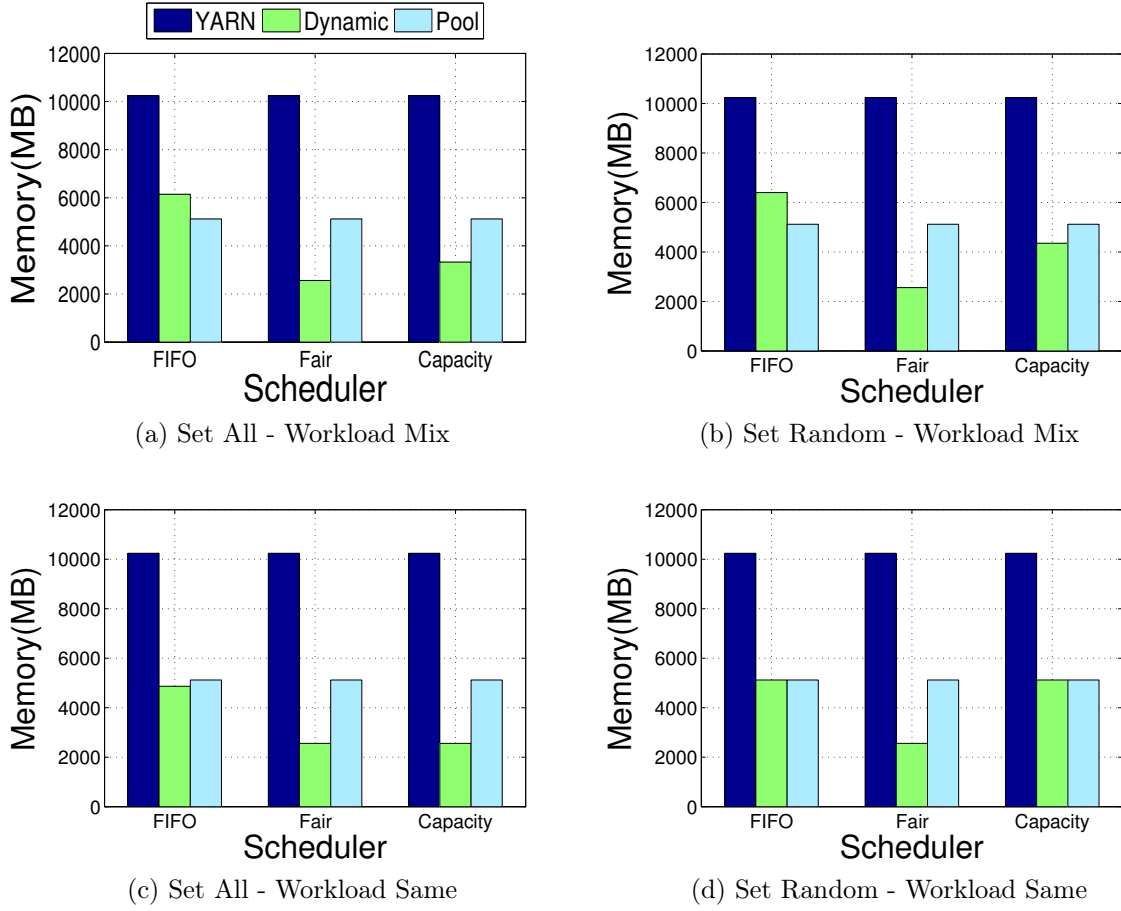 YARN Dynamic Pool
12000
10000
8000
6000
4000
2000
0
Memory(MB)
FIFO Fair Capacity
Scheduler
(a) Set All - Workload Mix
12000
10000
8000
6000
4000
2000
0
Memory(MB)
FIFO Fair Capacity
Scheduler
(b) Set Random - Workload Mix
12000
10000
8000
6000
4000
2000
0
Memory(MB)
FIFO Fair Capacity
Scheduler
(c) Set All - Workload Same
12000
10000
8000
6000
4000
2000
0
Memory(MB)
FIFO Fair Capacity
Scheduler
(d) Set Random - Workload Same